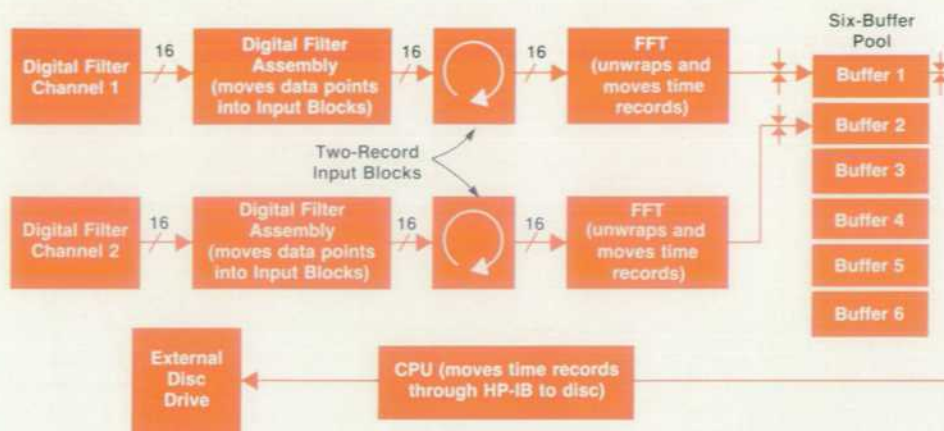 Six-Buffer
Pool
Digital Filter
Channel 1
16
Digital Filter
Assembly
(moves data points
into Input Blocks)
16
16
FFT
(unwraps and
moves time
records)
Buffer 1
Buffer 2
Buffer 3
Buffer 4
Buffer 5
Buffer 6
Two-Record
Input Blocks
Digital Filter
Channel 2
16
Digital Filter
Assembly
(moves data points
into Input Blocks)
16
16
FFT
(unwraps and
moves time
records)
External
Disc
Drive
CPU (moves time records
through HP-IB to disc)